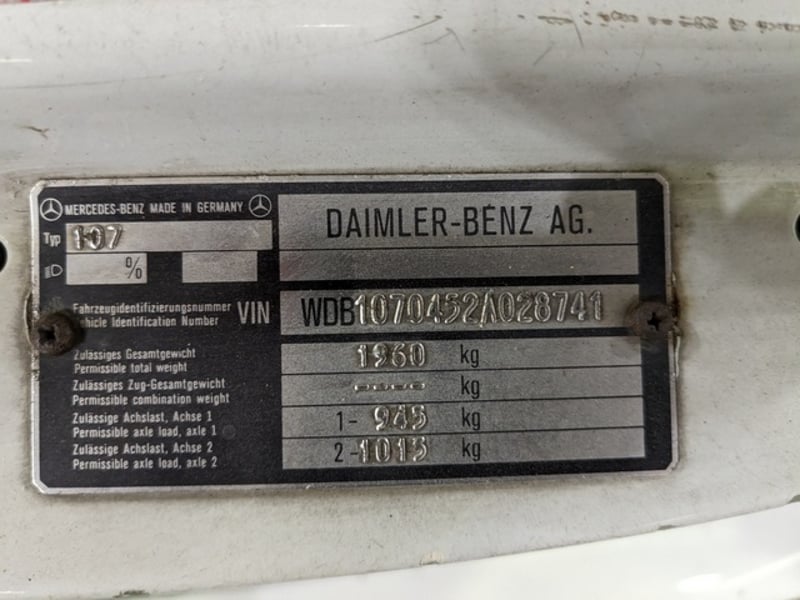 MERCEDES-BENZ MADE IN GERMANY
DAIMLER-BENZ AG.
Typ 107
%
Fahrzeugidentifizierungsnummer
Vehicle Identification Number
VIN WDB1070452A028741
Zulässiges Gesamtgewicht
Permissible total weight
1960 kg
Zulässiges Zug-Gesamtgewicht
Permissible combination weight
---- kg
Zulässige Achslast, Achse 1
Permissible axle load, axle 1
1- 945 kg
Zulässige Achslast, Achse 2
Permissible axle load, axle 2
2- 1015 kg